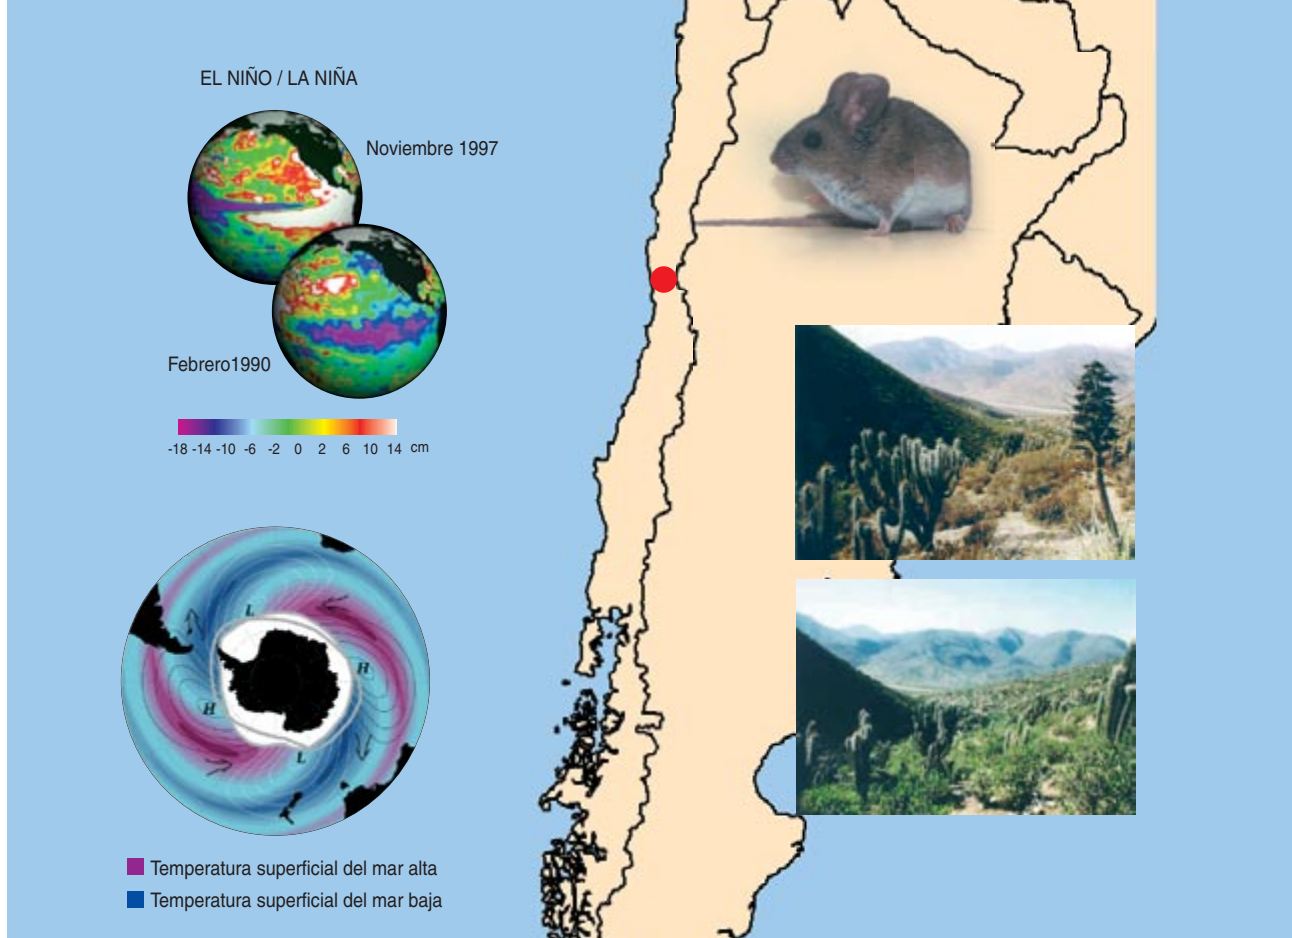 EL NIÑO / LA NIÑA
Noviembre 1997
Febrero1990
-18 -14 -10 -6 -2 0 2 6 10 14 cm
L
H
H
L
Temperatura superficial del mar alta
Temperatura superficial del mar baja